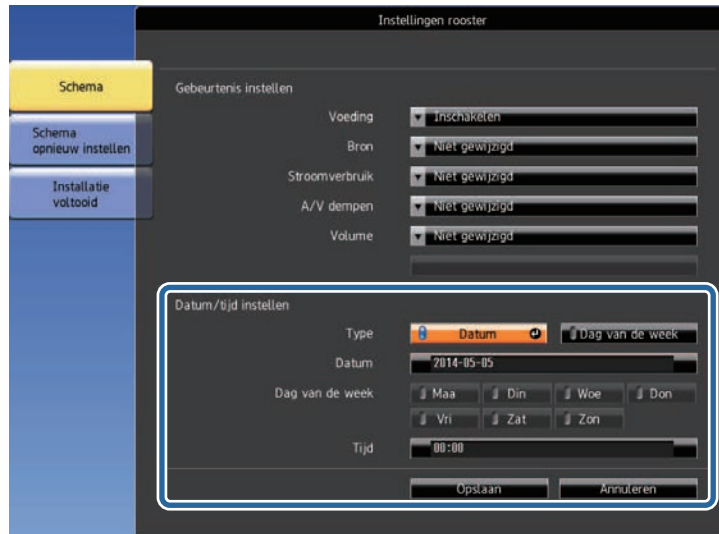 Instellingen rooster
Schema
Schema
opnieuw instellen
Installatie
voltooid
Gebeurtenis instellen
Voeding Inschakelen
Bron Niet gewijzigd
Stroomverbruik Niet gewijzigd
A/V dempen Niet gewijzigd
Volume Niet gewijzigd
Datum/tijd instellen
Type Datum Dag van de week
Datum 2014-05-05
Dag van de week Maa Din Woe Don
Vri Zat Zon
Tijd 00:00
Opslaan Annuleren